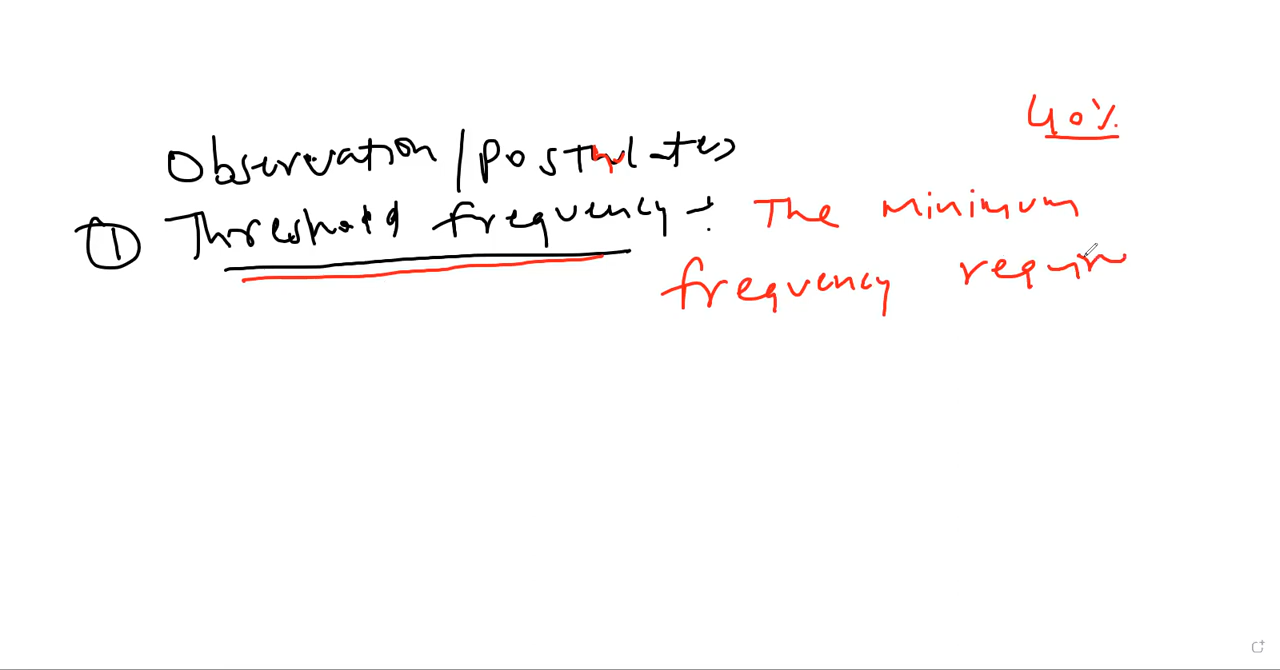 40%
Observation/Postulates
① Threshold frequency :- The minimum
frequency requir